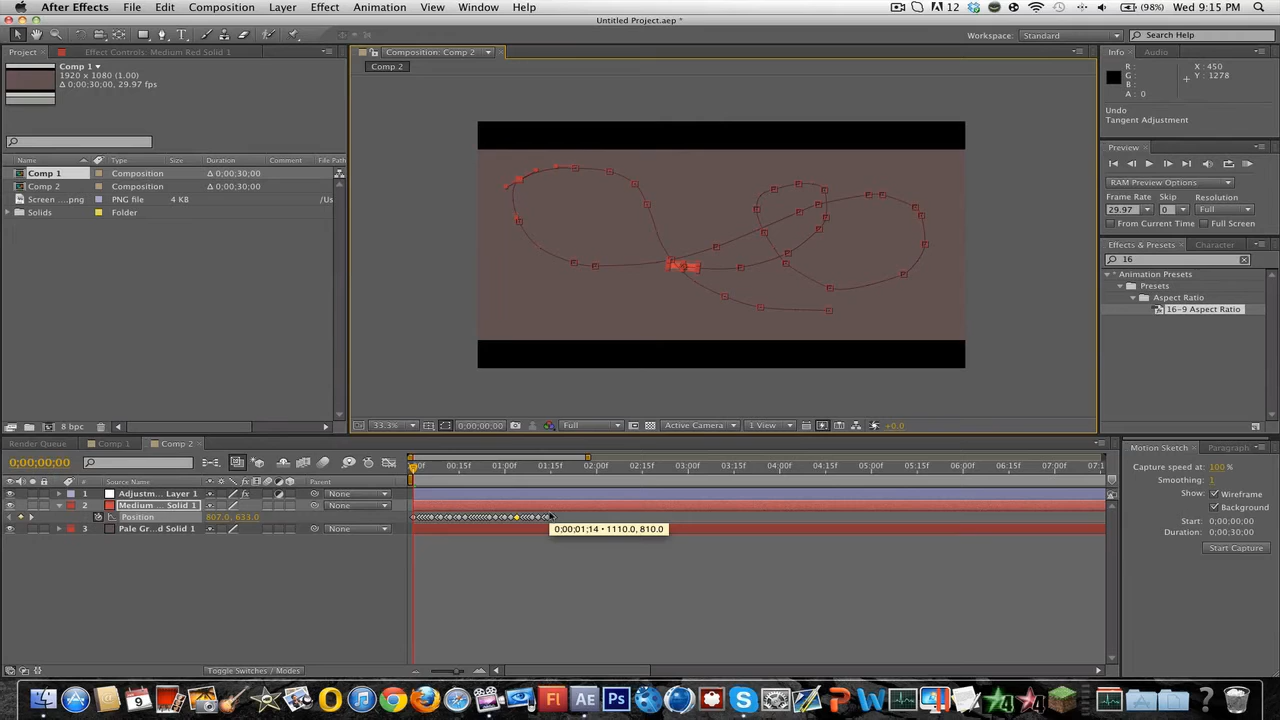 After Effects File Edit Composition Layer Effect Animation View Window Help 12 (98%) Wed 9:15 PM
Untitled Project.aep *
Workspace: Standard Search Help
Project Effect Controls: Medium Red Solid 1 Composition: Comp 2 Info Audio
Comp 1
1920 x 1080 (1.00)
Δ 0;00;30;00, 29.97 fps
Comp 2
R :
G :
B :
A : 0
X : 450
Y : 1278
Undo
Tangent Adjustment
Preview
RAM Preview Options
Frame Rate Skip Resolution
29.97 0 Full
From Current Time Full Screen
Name Type Size Duration Comment File Path
Comp 1 Composition 0;00;30;00
Comp 2 Composition 0;00;30;00
Screen ....png PNG file 4 KB /Us
Solids Folder
Effects & Presets Character
16
* Animation Presets
Presets
Aspect Ratio
16-9 Aspect Ratio
8 bpc
33.3% 0;00;00;00 Full Active Camera 1 View +0.0
Render Queue Comp 1 Comp 2
0;00;00;00
# Source Name Parent
:00f 00:15f 01:00f 01:15f 02:00f 02:15f 03:00f 03:15f 04:00f 04:15f 05:00f 05:15f 06:00f 06:15f 07:00f 07:1
1 Adjustm... Layer 1 None
2 Medium ... Solid 1 None
Position 807.0, 633.0
3 Pale Gr...d Solid 1 None
0;00;01;14 • 1110.0, 810.0
Toggle Switches / Modes
Motion Sketch Paragraph
Capture speed at: 100 %
Smoothing: 1
Show: Wireframe
Background
Start: 0;00;00;00
Duration: 0;00;30;00
Start Capture